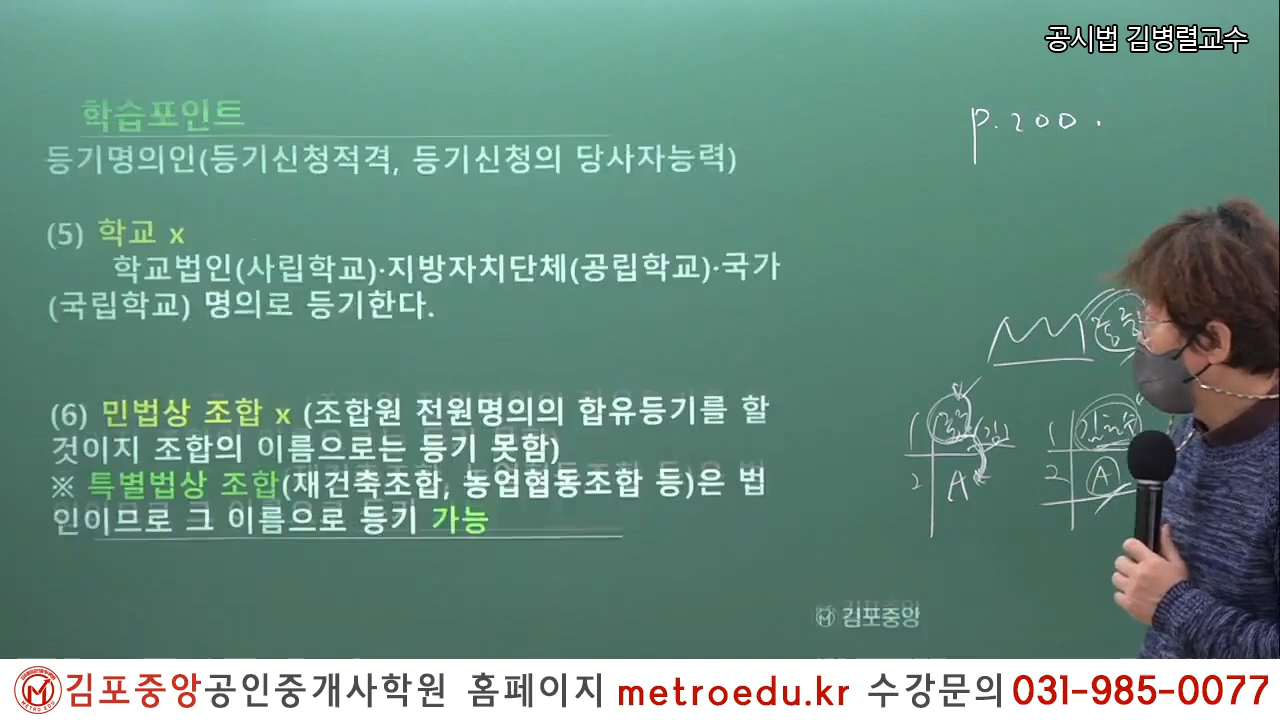 공시법 김병렬교수
학습포인트
p.200.
등기명의인(등기신청적격, 등기신청의 당사자능력)
(5) 학교 x
학교법인(사립학교)·지방자치단체(공립학교)·국가
(국립학교) 명의로 등기한다.
(6) 민법상 조합 x (조합원 전원명의의 합유등기를 할
것이지 조합의 이름으로는 등기 못함)
※ 특별법상 조합(재건축조합, 농업협동조합 등)은 법
인이므로 그 이름으로 등기 가능
1
2 A
1
2 A
김포중앙
김포중앙공인중개사학원 홈페이지 metroedu.kr 수강문의 031-985-0077